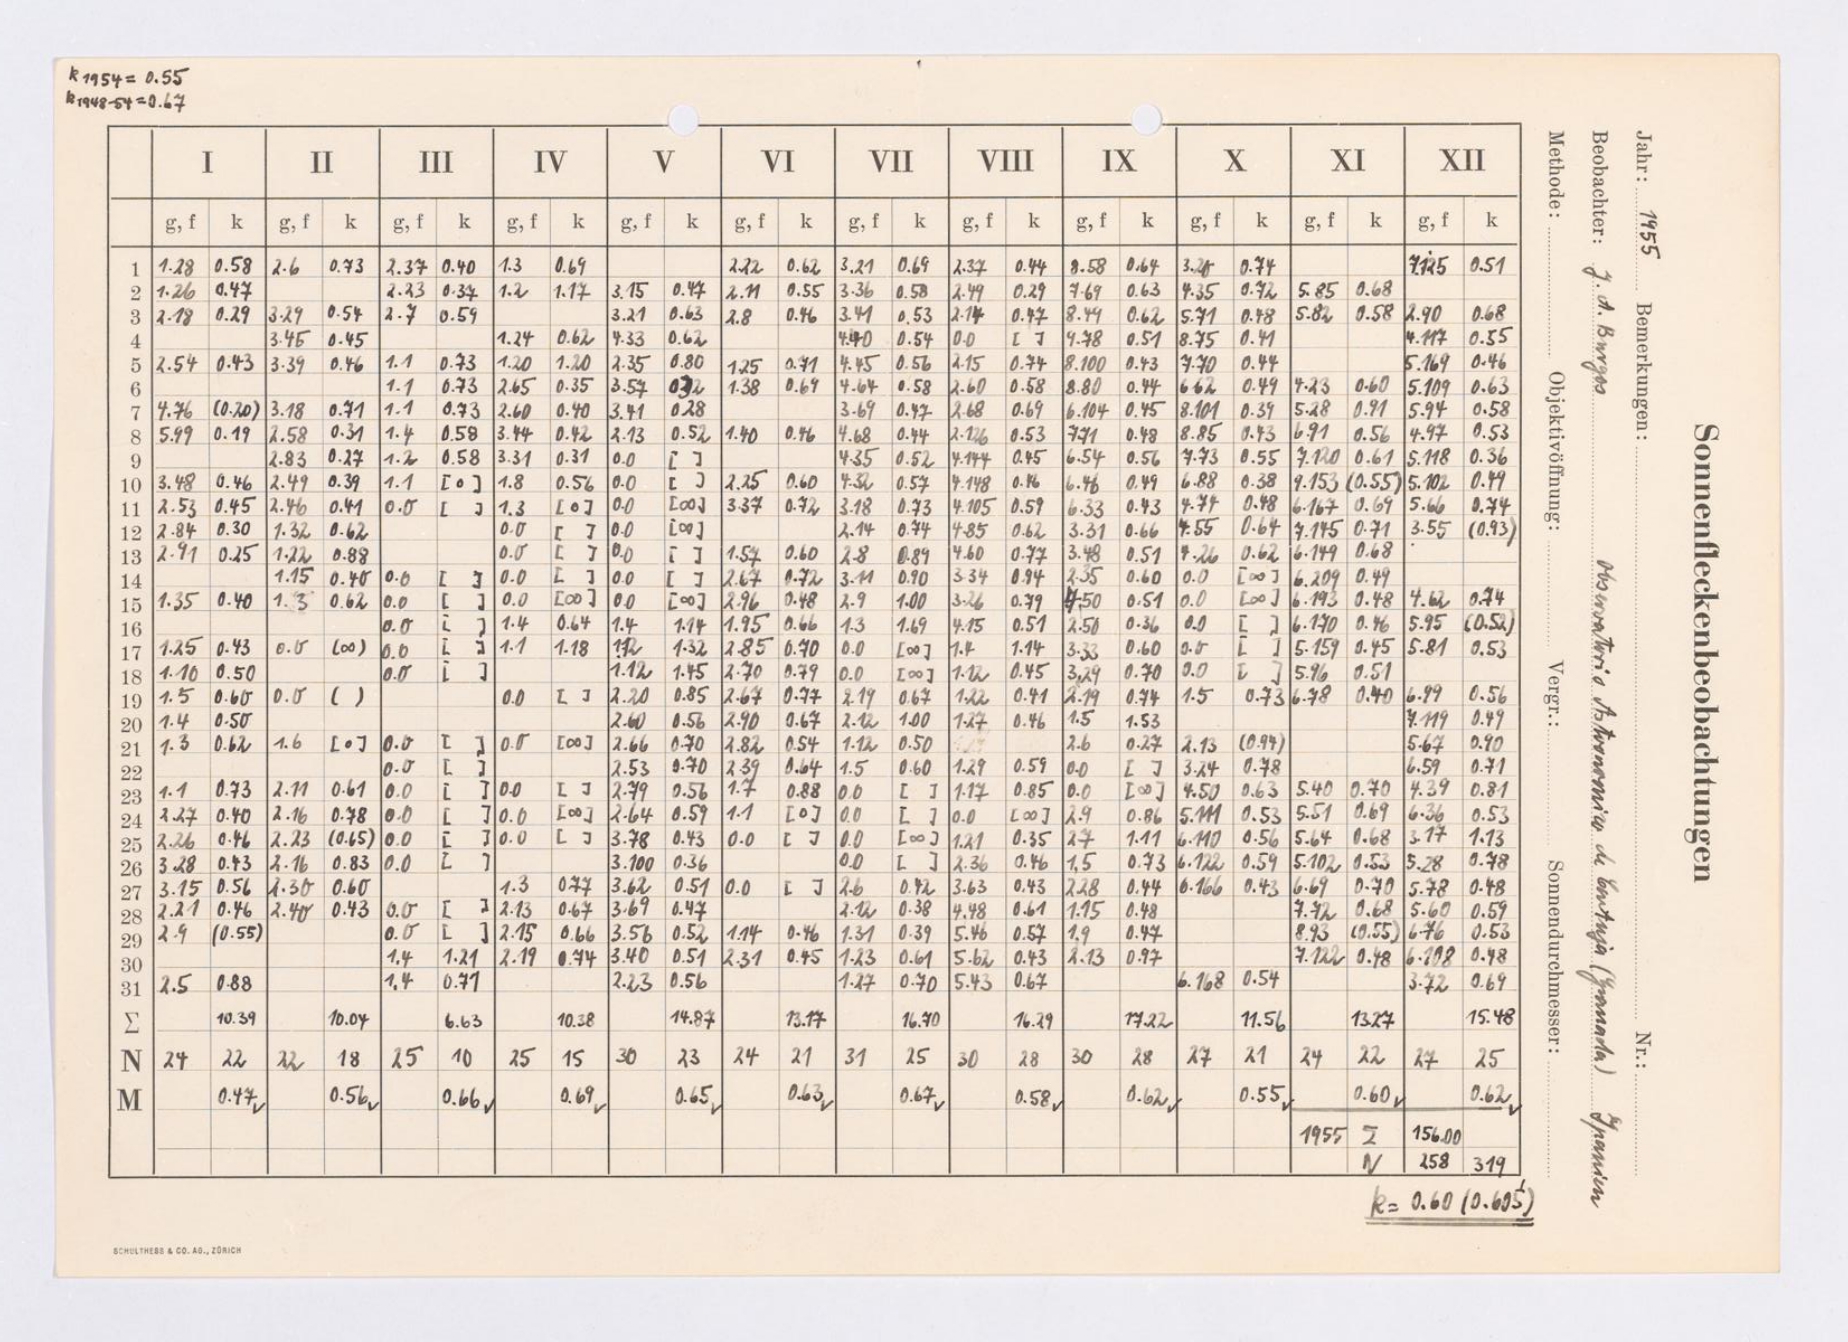 k 1954 = 0.55
k 1948-54 = 0.67
I II III IV V VI VII VIII IX X XI XII
g, f k g, f k g, f k g, f k g, f k g, f k g, f k g, f k g, f k g, f k g, f k g, f k
1 1.28 0.58 2.6 0.73 2.37 0.40 1.3 0.69 2.22 0.62 3.21 0.69 2.37 0.44 8.58 0.64 0.74 7.125 0.51
2 1.26 0.47 2.23 0.37 1.2 1.17 3.15 0.47 2.11 0.55 3.36 0.58 2.49 0.29 7.69 0.63 4.35 0.72 5.85 0.68
3 2.18 0.29 3.29 0.54 2.7 0.59 3.21 0.63 2.8 0.46 3.41 0.53 2.14 0.47 8.49 0.62 5.71 0.48 5.82 0.58 2.90 0.68
4 3.45 0.45 1.24 0.62 4.33 0.62 4.40 0.54 0.0 [ ] 9.78 0.51 8.75 0.41 4.117 0.55
5 2.54 0.43 3.39 0.46 1.1 0.73 1.20 1.20 2.35 0.80 1.25 0.71 4.45 0.56 2.15 0.74 8.100 0.43 7.70 0.44 5.169 0.46
6 1.1 0.73 2.65 0.35 3.57 1.38 0.69 4.64 0.58 2.60 0.58 8.80 0.44 6.62 0.49 4.23 0.60 5.109 0.63
7 4.76 (0.20) 3.18 0.71 1.1 0.73 2.60 0.40 3.41 0.28 3.69 0.47 2.68 0.69 6.104 0.45 8.101 0.39 5.28 0.91 5.94 0.58
8 5.99 0.19 2.58 0.31 1.4 0.58 3.44 0.42 2.13 0.52 1.40 0.46 4.68 0.44 2.126 0.53 7.71 0.48 8.85 0.43 6.91 0.56 4.97 0.53
9 2.83 0.27 1.2 0.58 3.31 0.31 0.0 [ ] 4.35 0.52 4.144 0.45 6.54 0.56 7.73 0.55 7.120 0.61 5.118 0.36
10 3.48 0.46 2.49 0.39 1.1 [o] 1.8 0.56 0.0 [ ] 2.25 0.60 4.32 0.57 4.148 0.46 6.46 0.49 6.88 0.38 9.153 (0.55) 5.102 0.49
11 2.53 0.45 2.46 0.41 0.0 [ ] 1.3 [o] 0.0 [∞] 3.37 0.72 3.18 0.73 4.105 0.59 6.33 0.43 4.74 0.48 6.167 0.69 5.66 0.74
12 2.84 0.30 1.32 0.62 0.0 [ ] 0.0 [∞] 2.14 0.74 4.85 0.62 3.31 0.66 4.55 0.64 7.145 0.71 3.55 (0.93)
13 2.91 0.25 1.22 0.88 0.0 [ ] 0.0 [ ] 1.57 0.60 2.8 0.89 4.60 0.77 3.48 0.51 4.26 0.62 6.149 0.68
14 1.15 0.40 0.0 [ ] 0.0 [ ] 0.0 [ ] 2.67 0.72 3.11 0.90 3.34 0.94 2.35 0.60 0.0 [∞] 6.209 0.49
15 1.35 0.40 1.3 0.62 0.0 [ ] 0.0 [∞] 0.0 [∞] 2.96 0.48 2.9 1.00 3.26 0.79 0.51 0.0 [∞] 6.193 0.48 4.62 0.74
16 0.0 [ ] 1.4 0.64 1.4 1.14 1.95 0.66 1.3 1.69 4.15 0.51 2.50 0.36 0.0 [ ] 6.170 0.46 5.95 (0.52)
17 1.25 0.43 0.0 (∞) 0.0 [ ] 1.1 1.18 1.12 1.32 2.85 0.70 0.0 [∞] 1.4 1.14 3.33 0.60 0.0 [ ] 5.159 0.45 5.81 0.53
18 1.10 0.50 0.0 [ ] 1.12 1.45 2.70 0.79 0.0 [∞] 1.12 0.45 3.29 0.70 0.0 [ ] 5.96 0.51
19 1.5 0.60 0.0 ( ) 0.0 [ ] 2.20 0.85 2.67 0.77 2.19 0.67 1.22 0.41 2.19 0.74 1.5 0.73 6.78 0.40 6.99 0.56
20 1.4 0.50 2.60 0.56 2.90 0.67 2.12 1.00 1.27 0.46 1.5 1.53 7.119 0.49
21 1.3 0.62 1.6 [o] 0.0 [ ] 0.0 [∞] 2.66 0.70 2.82 0.54 1.12 0.50 2.6 0.27 2.13 (0.94) 5.67 0.90
22 0.0 [ ] 2.53 0.70 2.39 0.64 1.5 0.60 1.29 0.59 0.0 [ ] 3.24 0.78 6.59 0.71
23 1.1 0.73 2.11 0.61 0.0 [ ] 0.0 [ ] 2.79 0.56 1.7 0.88 0.0 [ ] 1.17 0.85 0.0 [∞] 4.50 0.63 5.40 0.70 4.39 0.81
24 2.27 0.40 2.16 0.78 0.0 [ ] 0.0 [∞] 2.64 0.59 1.1 [o] 0.0 [ ] 0.0 [∞] 2.9 0.86 5.111 0.53 5.51 0.69 6.36 0.53
25 2.26 0.46 2.23 (0.65) 0.0 [ ] 0.0 [ ] 3.78 0.43 0.0 [ ] 0.0 [∞] 1.21 0.35 2.7 1.11 6.110 0.56 5.64 0.68 3.17 1.13
26 3.28 0.43 2.16 0.83 0.0 [ ] 3.100 0.36 0.0 [ ] 2.36 0.46 1.5 0.73 6.122 0.59 5.102 0.53 5.28 0.78
27 3.15 0.56 2.30 0.60 1.3 0.77 3.62 0.51 0.0 [ ] 2.6 0.42 3.63 0.43 2.28 0.44 6.166 0.43 6.69 0.70 5.78 0.48
28 2.21 0.46 2.40 0.43 0.0 [ ] 2.13 0.67 3.69 0.47 2.12 0.38 4.48 0.61 1.15 0.48 7.72 0.68 5.60 0.59
29 2.9 (0.55) 0.0 [ ] 2.15 0.66 3.56 0.52 1.14 0.46 1.31 0.39 5.46 0.57 1.9 0.47 8.93 (0.55) 6.76 0.53
30 1.4 1.21 2.19 0.74 3.40 0.51 2.31 0.45 1.23 0.61 5.62 0.43 2.13 0.97 7.122 0.48 6.108 0.48
31 2.5 0.88 1.4 0.71 2.23 0.56 1.27 0.70 5.43 0.67 6.168 0.54 3.72 0.69
Σ 10.39 10.04 6.63 10.38 14.87 13.17 16.70 16.29 17.22 11.56 13.27 15.48
N 24 22 22 18 25 10 25 15 30 23 24 21 31 25 30 28 30 28 27 21 24 22 27 25
M 0.47 0.56 0.66 0.69 0.65 0.63 0.67 0.58 0.62 0.55 0.60 0.62
1955 Σ 156.00
N 258 319
k = 0.60 (0.605)
SCHULTHESS & CO. AG., ZÜRICH
Sonnenfleckenbeobachtungen
Jahr: 1955 Bemerkungen: Nr.:
Beobachter: J. A. Burgos Observatorio Astronomico de Cartuja (Granada) Spanien
Methode: Objektivöffnung: Vergr.: Sonnendurchmesser: